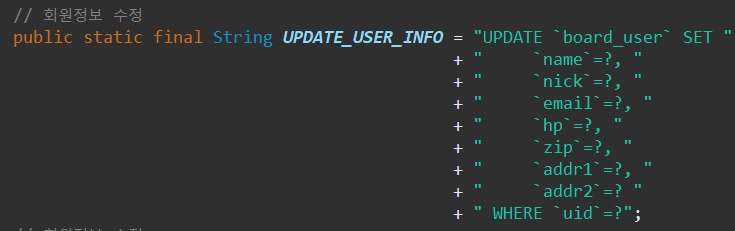 // 회원정보 수정
public static final String UPDATE_USER_INFO = "UPDATE `board_user` SET "
+ "     `name`=?, "
+ "     `nick`=?, "
+ "     `email`=?, "
+ "     `hp`=?, "
+ "     `zip`=?, "
+ "     `addr1`=?, "
+ "     `addr2`=? "
+ " WHERE `uid`=?";